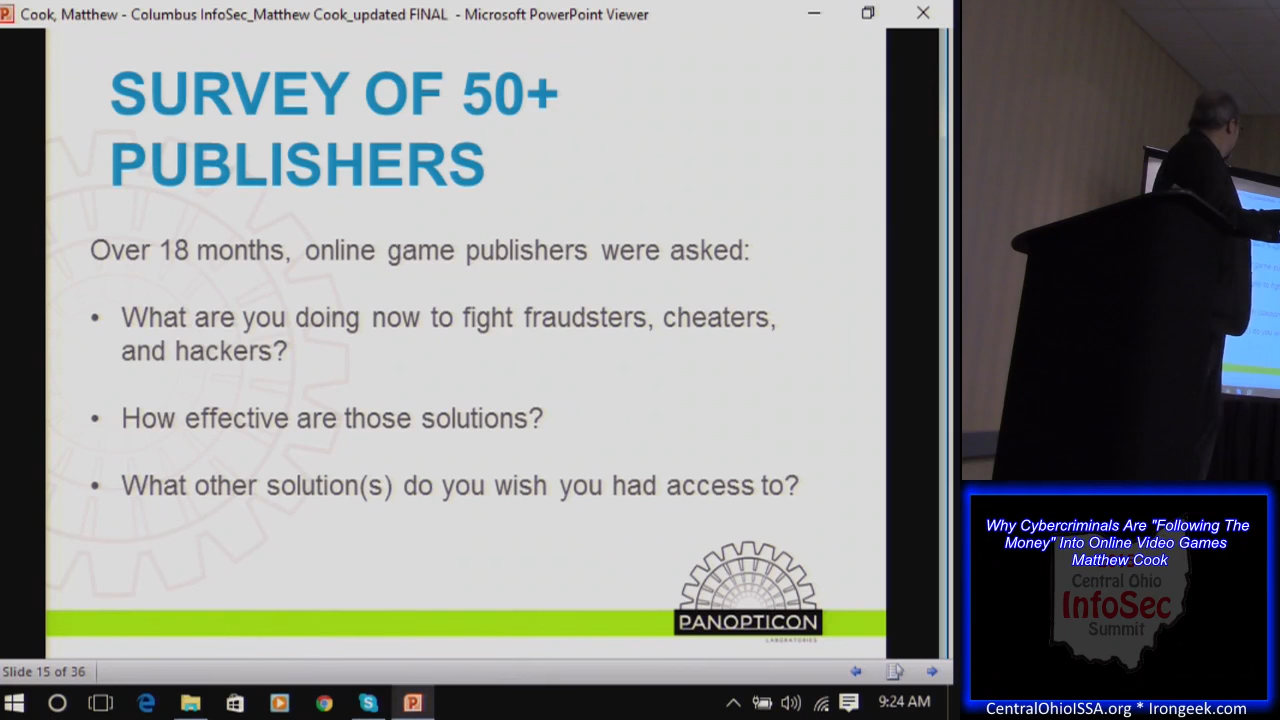 Cook, Matthew - Columbus InfoSec_Matthew Cook_updated FINAL - Microsoft PowerPoint Viewer
SURVEY OF 50+
PUBLISHERS
Over 18 months, online game publishers were asked:
• What are you doing now to fight fraudsters, cheaters,
and hackers?
• How effective are those solutions?
• What other solution(s) do you wish you had access to?
PANOPTICON
LABORATORIES
Slide 15 of 36
9:24 AM
Why Cybercriminals Are "Following The
Money" Into Online Video Games
Matthew Cook
Central Ohio
InfoSec
Summit
CentralOhioISSA.org * Irongeek.com